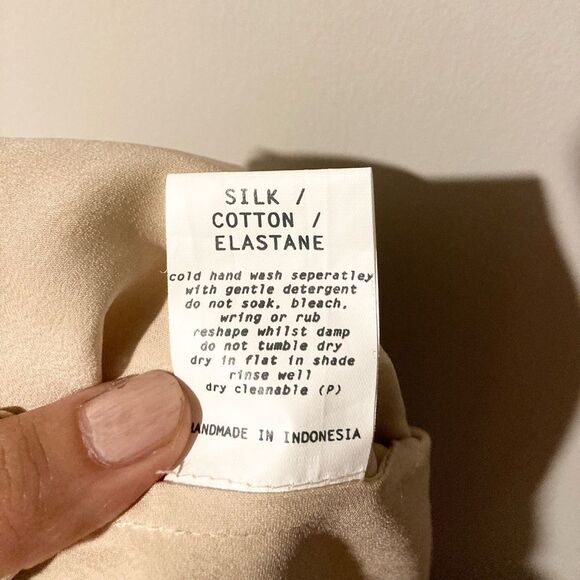 SILK /
COTTON /
ELASTANE
cold hand wash seperatley
with gentle detergent
do not soak, bleach,
wring or rub
reshape whilst damp
do not tumble dry
dry in flat in shade
rinse well
dry cleanable (P)
HANDMADE IN INDONESIA